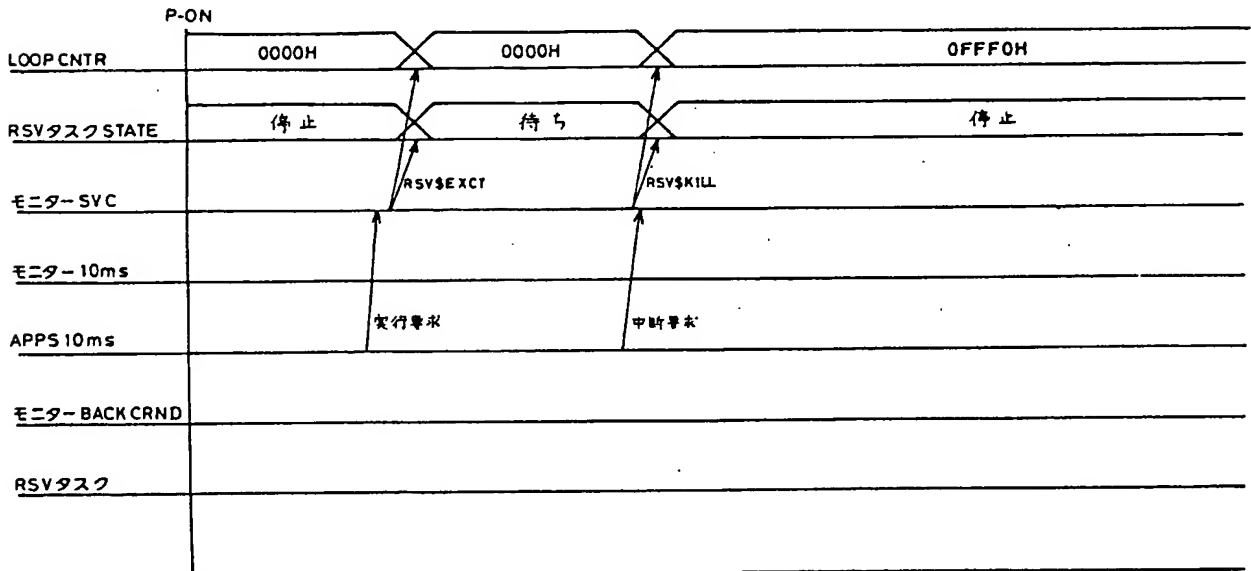 P-ON
LOOP CNTR 0000H 0000H 0FFF0H
RSVタスク STATE 停止 待ち 停止
RSV$EXCT RSV$KILL
モニター SVC
モニター 10ms
実行要求 中断要求
APPS 10ms
モニター BACK CRND
RSVタスク